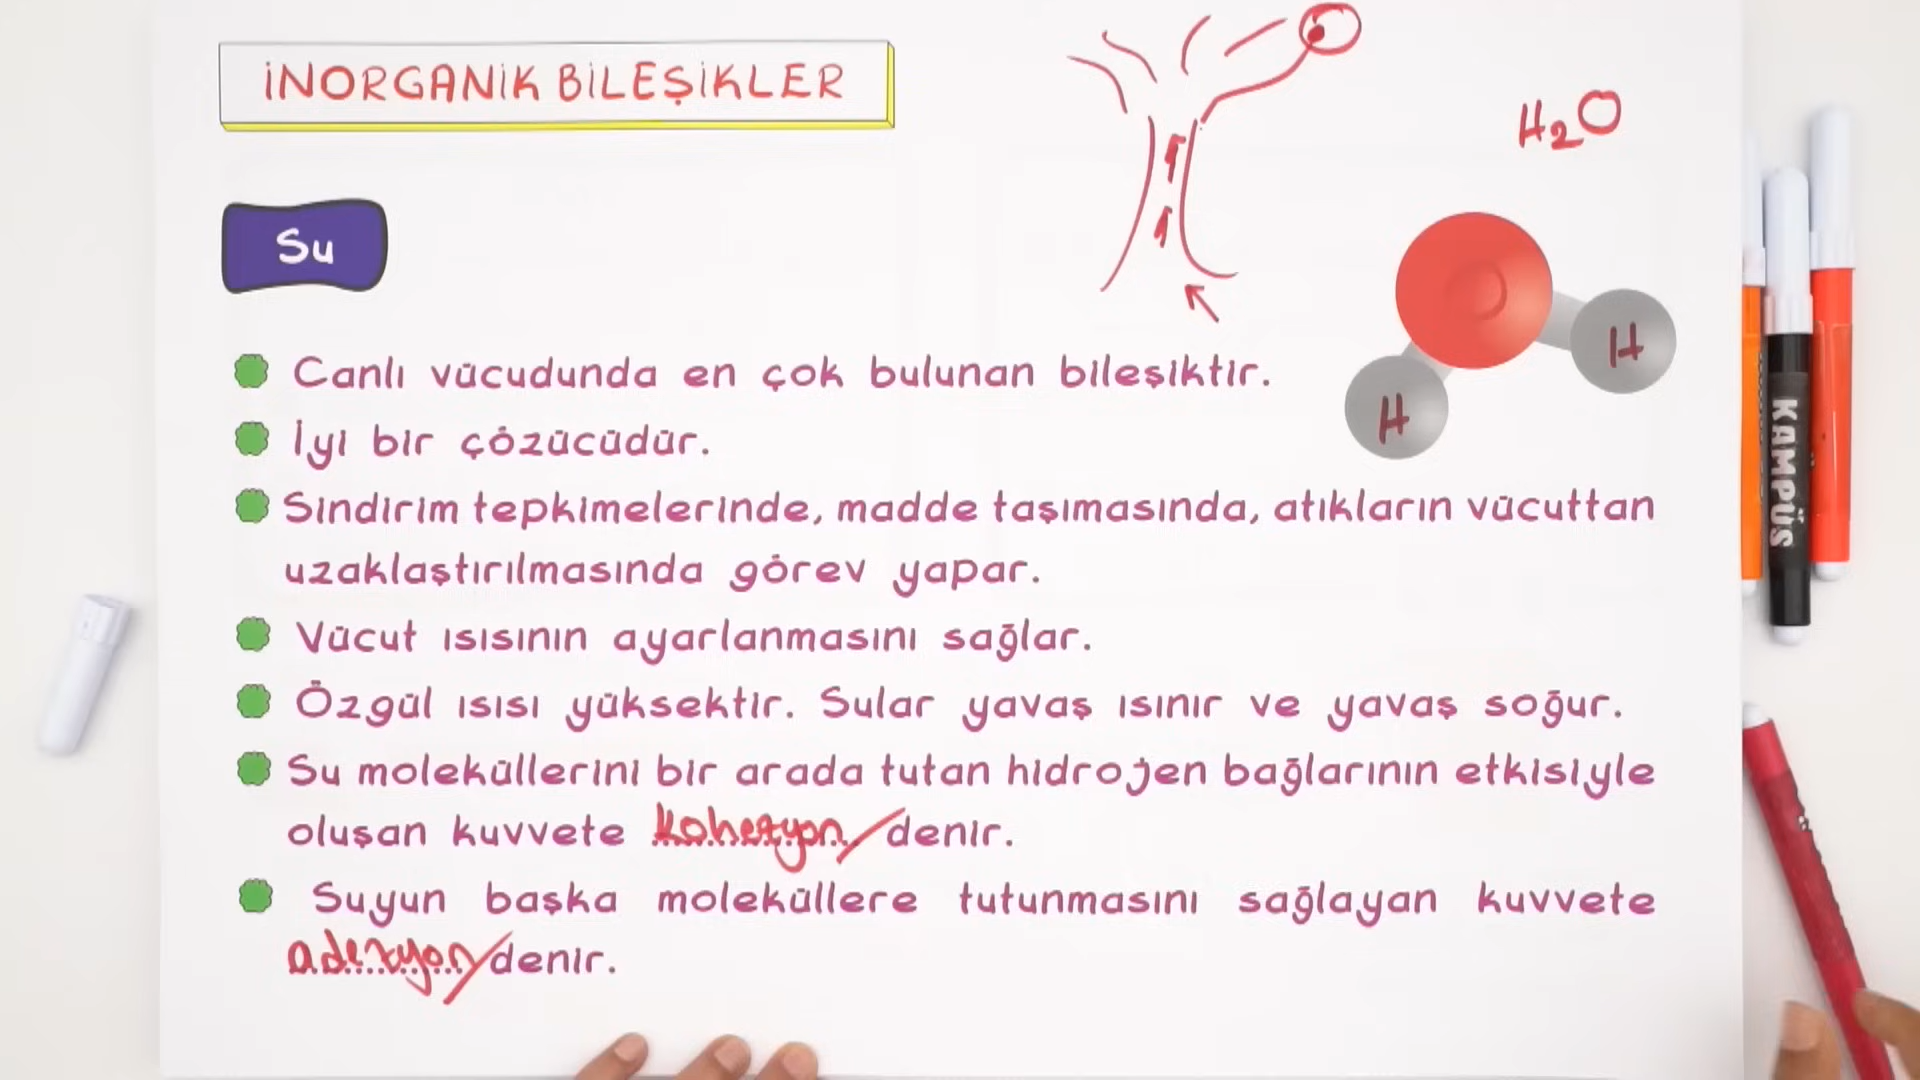 İNORGANİK BİLEŞİKLER
H₂O
Su
H
H
Canlı vücudunda en çok bulunan bileşiktir.
İyi bir çözücüdür.
Sindirim tepkimelerinde, madde taşımasında, atıkların vücuttan
uzaklaştırılmasında görev yapar.
Vücut ısısının ayarlanmasını sağlar.
Özgül ısısı yüksektir. Sular yavaş ısınır ve yavaş soğur.
Su moleküllerini bir arada tutan hidrojen bağlarının etkisiyle
oluşan kuvvete kohezyon denir.
Suyun başka moleküllere tutunmasını sağlayan kuvvete
adezyon denir.
KAMPÜS